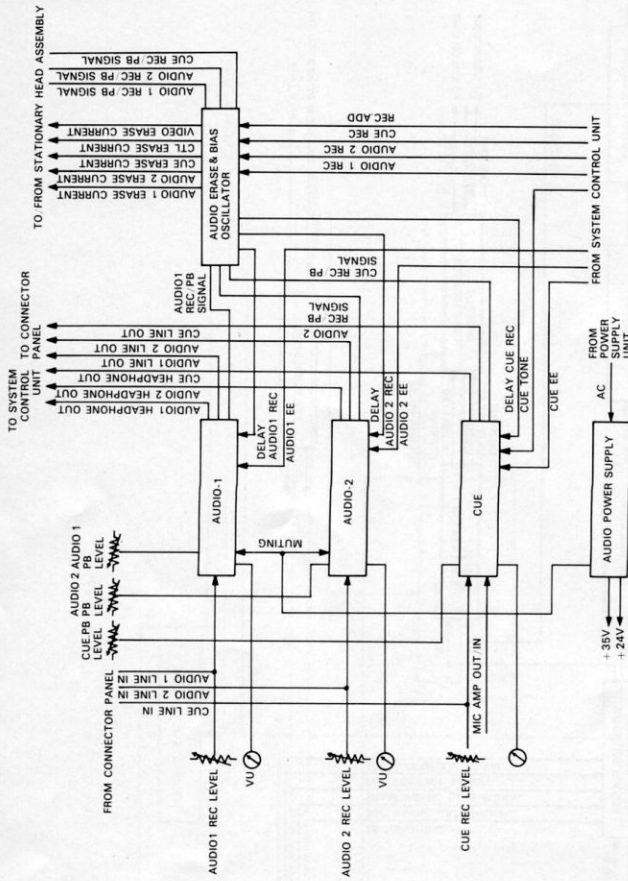 TO/FROM STATIONARY HEAD ASSEMBLY
CUE REC/PB SIGNAL
AUDIO 2 REC/PB SIGNAL
AUDIO 1 REC/PB SIGNAL
VIDEO ERASE CURRENT
CTL ERASE CURRENT
CUE ERASE CURRENT
AUDIO 2 ERASE CURRENT
AUDIO 1 ERASE CURRENT
AUDIO ERASE & BIAS
OSCILLATOR
REC ADD
CUE REC
AUDIO 2 REC
AUDIO 1 REC
FROM SYSTEM CONTROL UNIT
TO SYSTEM
CONTROL
UNIT
TO CONNECTOR
PANEL
CUE LINE OUT
AUDIO 2 LINE OUT
AUDIO1 LINE OUT
CUE HEADPHONE OUT
AUDIO 2 HEADPHONE OUT
AUDIO1 HEADPHONE OUT
AUDIO1
REC/PB
SIGNAL
AUDIO 2
REC/PB
SIGNAL
CUE REC/PB
SIGNAL
AUDIO-1
DELAY
AUDIO1 REC
AUDIO1 EE
AUDIO-2
DELAY
AUDIO 2 REC
AUDIO 2 EE
CUE
DELAY CUE REC
CUE TONE
CUE EE
MUTING
AUDIO 1
PB
LEVEL
AUDIO 2
PB
LEVEL
CUE.PB
LEVEL
FROM CONNECTOR PANEL
AUDIO 1 LINE IN
AUDIO 2 LINE IN
CUE LINE IN
AUDIO1 REC LEVEL
VU
AUDIO 2 REC LEVEL
VU
CUE REC LEVEL
MIC AMP OUT/IN
AUDIO POWER SUPPLY
AC
FROM
POWER
SUPPLY
UNIT
+35V
+24V